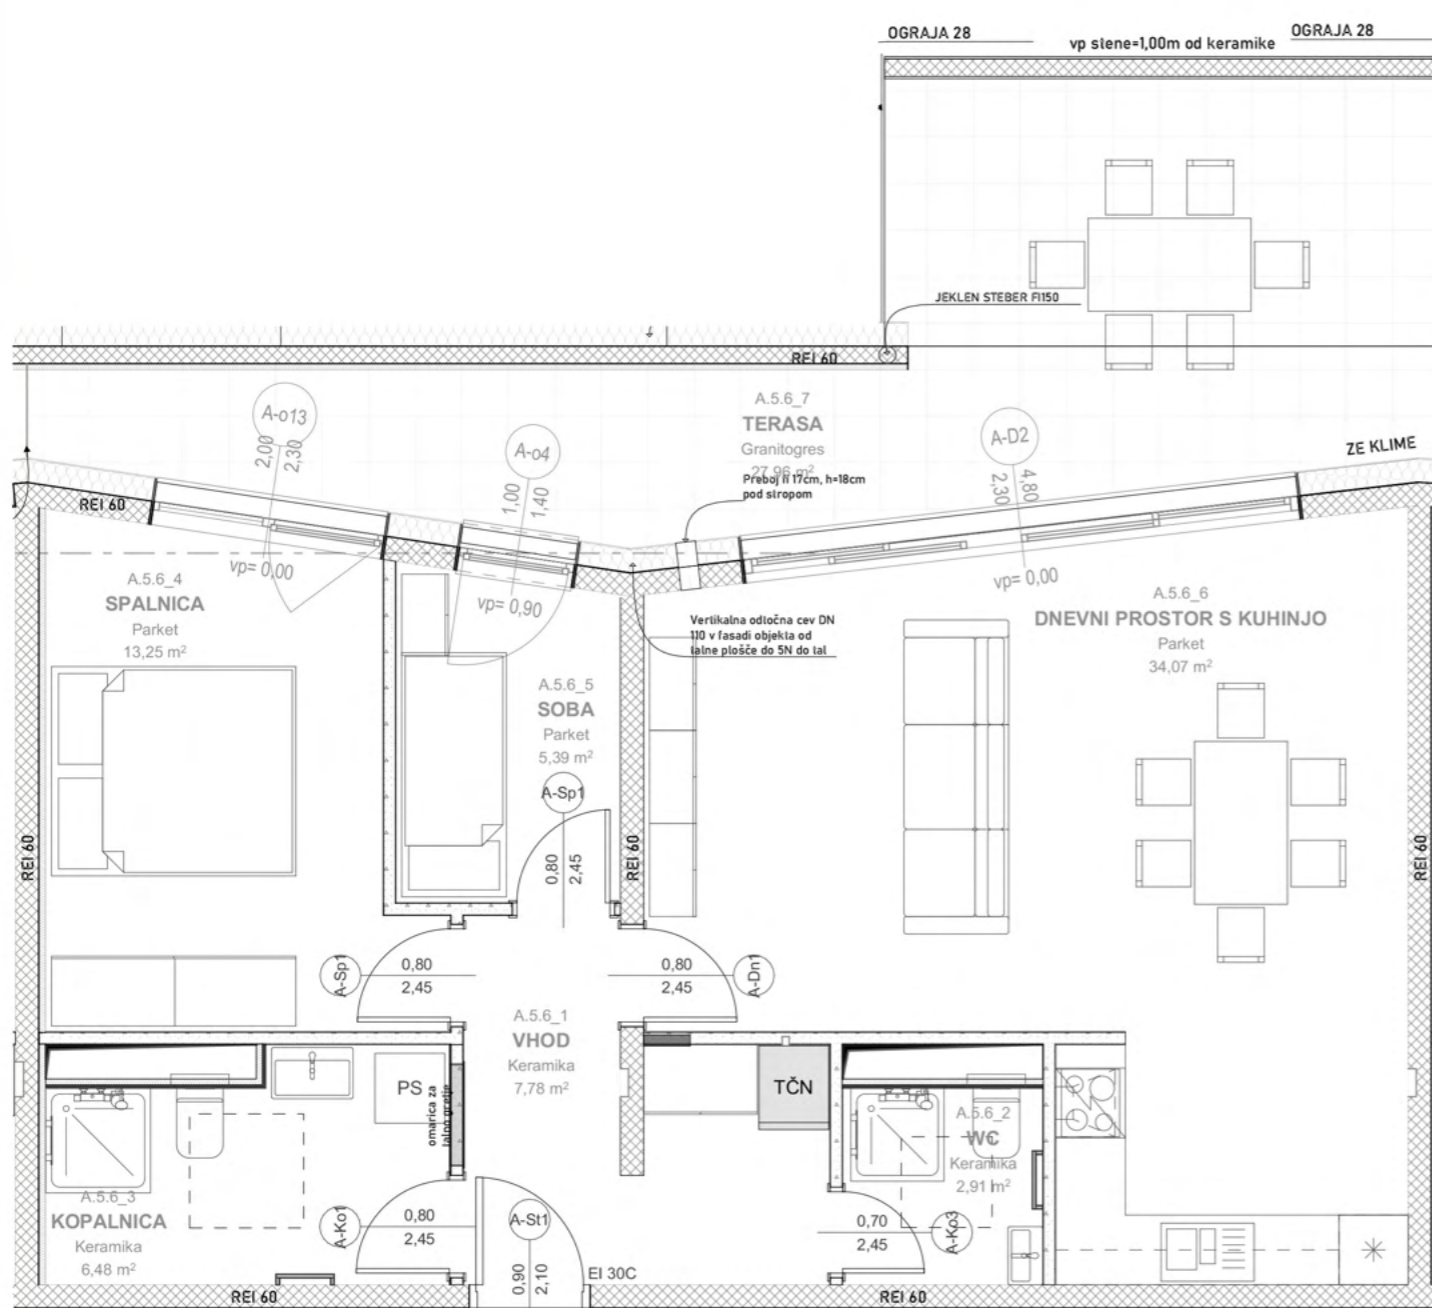 OGRAJA 28
vp stene=1,00m od keramike
OGRAJA 28
JEKLEN STEBER FI150
REI 60
A-o13
2,00
2,30
A-o4
1,00
1,40
A.5.6_7
TERASA
Granitogres
27,96 m²
Preboj fi 17cm, h=18cm
pod stropom
A-D2
2,30
4,80
ZE KLIME
REI 60
vp= 0,00
vp= 0,90
vp= 0,00
A.5.6_4
SPALNICA
Parket
13,25 m²
Vertikalna odtočna cev DN
110 v fasadi objekta od
talne plošče do 5N do tal
A.5.6_6
DNEVNI PROSTOR S KUHINJO
Parket
34,07 m²
A.5.6_5
SOBA
Parket
5,39 m²
A-Sp1
0,80
2,45
REI 60
REI 60
REI 60
A-Sp1
0,80
2,45
0,80
2,45
A-Dn1
A.5.6_1
VHOD
Keramika
7,78 m²
PS
omarica za
talno gretje
TČN
A.5.6_2
WC
Keramika
2,91 m²
A.5.6_3
KOPALNICA
Keramika
6,48 m²
A-Ko1
0,80
2,45
A-St1
0,90
2,10
EI 30C
0,70
2,45
A-Ko3
REI 60
REI 60